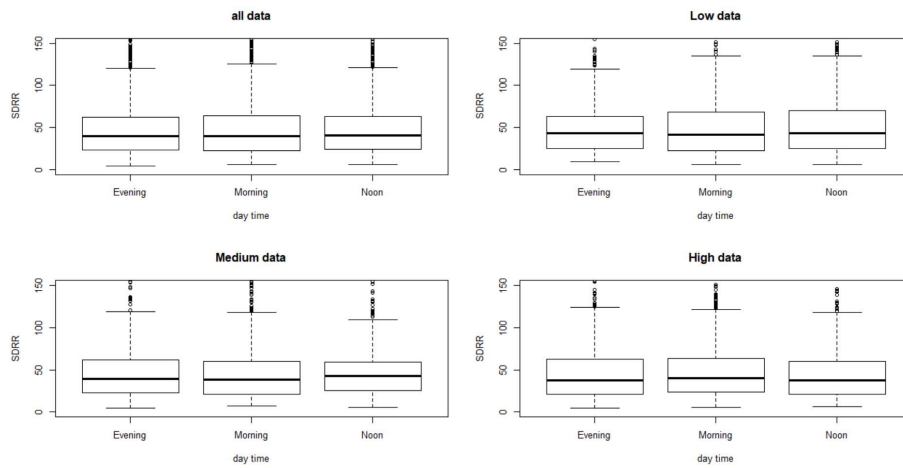 all data
SDRR
150
100
50
0
Evening Morning Noon
day time
Low data
SDRR
150
100
50
0
Evening Morning Noon
day time
Medium data
SDRR
150
100
50
0
Evening Morning Noon
day time
High data
SDRR
150
100
50
0
Evening Morning Noon
day time